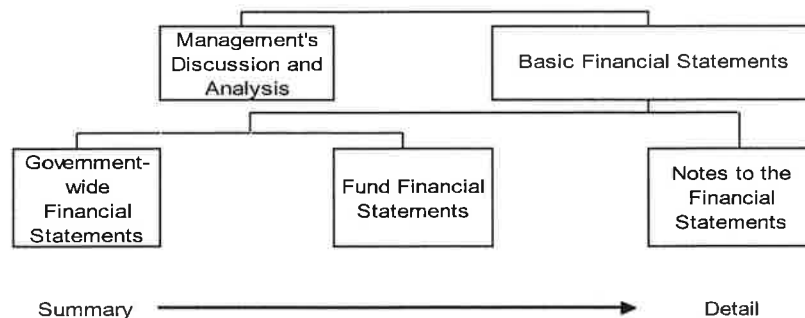 Management's
Discussion and
Analysis
Basic Financial Statements
Government-
wide
Financial
Statements
Fund Financial
Statements
Notes to the
Financial
Statements
Summary
Detail